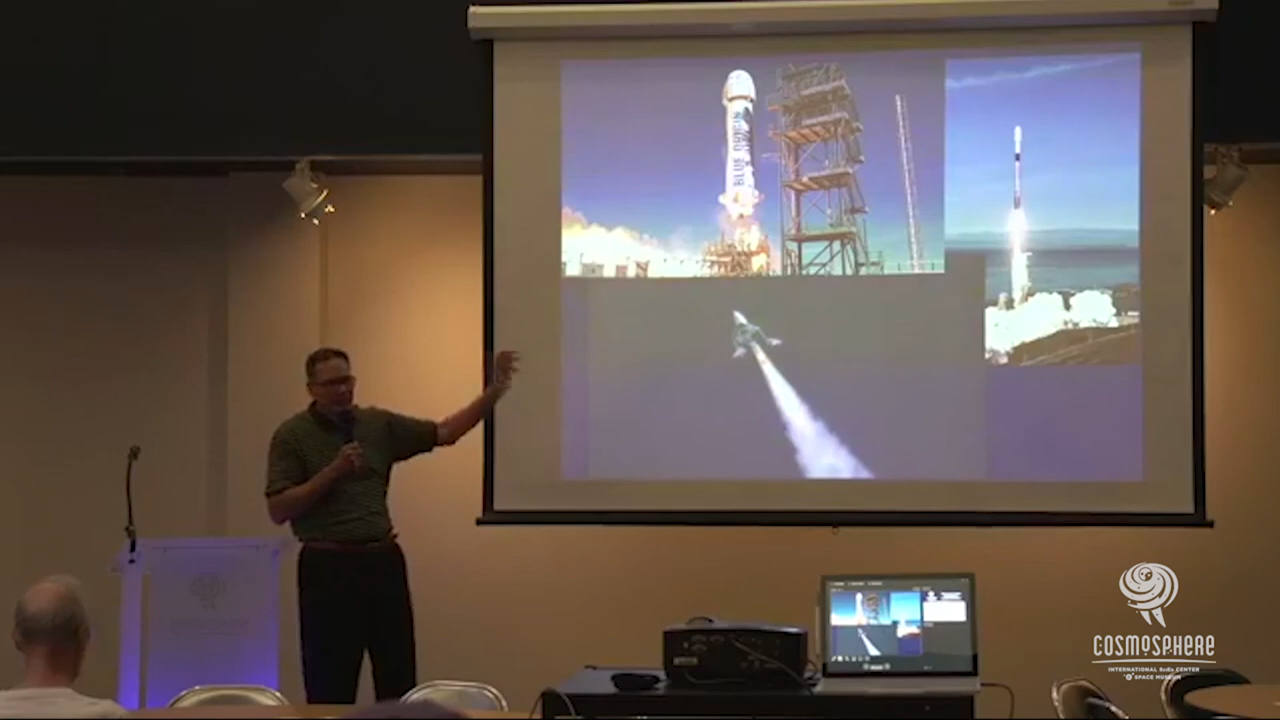 BLUE ORIGIN
COSMOSPHERE
INTERNATIONAL SciEd CENTER
& SPACE MUSEUM